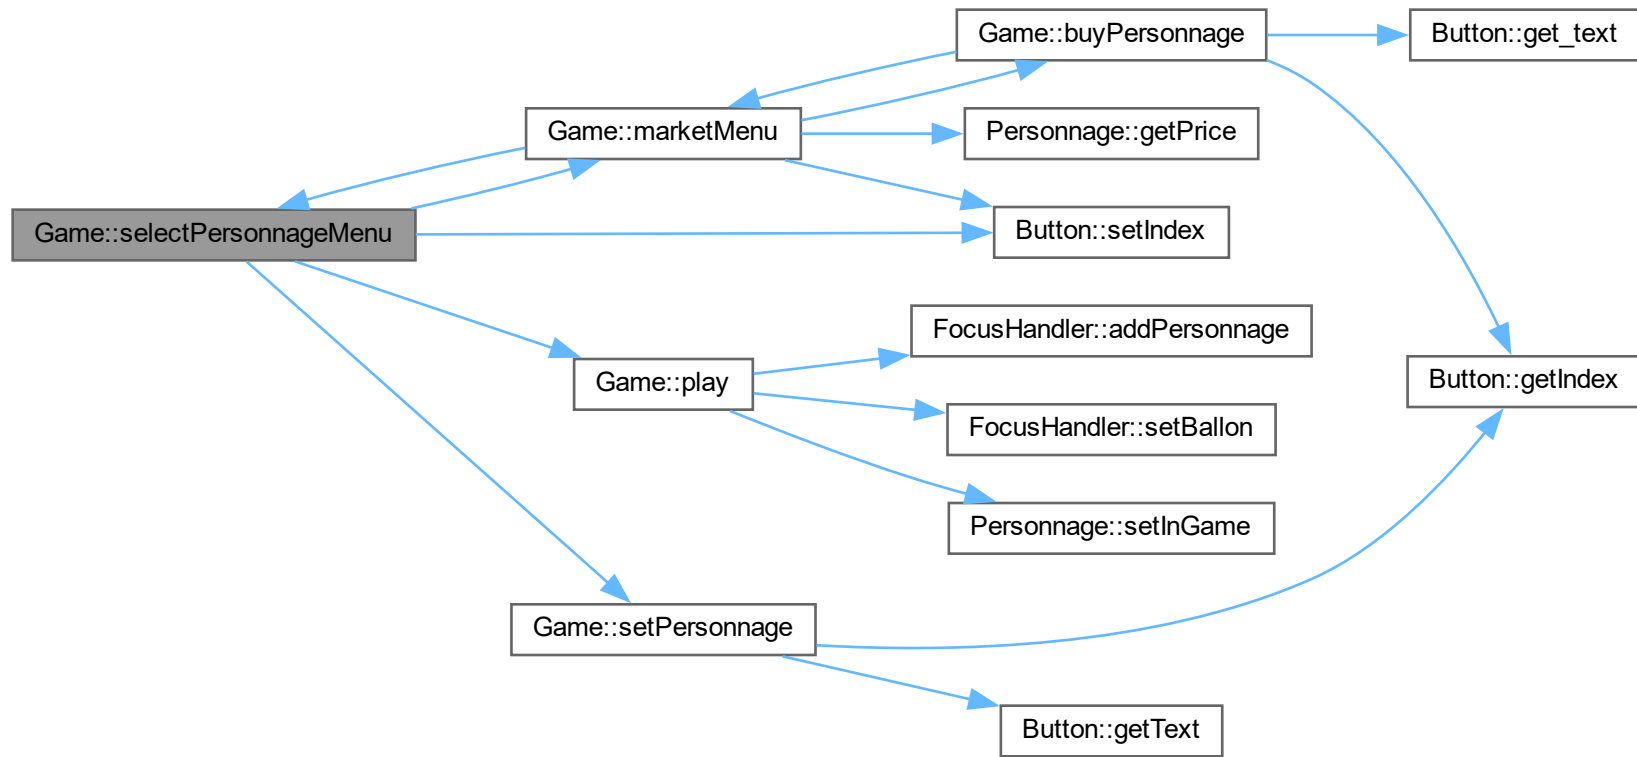 Game::buyPersonnage
Button::get_text
Game::marketMenu
Personnage::getPrice
Game::selectPersonnageMenu
Button::setIndex
FocusHandler::addPersonnage
Game::play
Button::getIndex
FocusHandler::setBallon
Personnage::setInGame
Game::setPersonnage
Button::getText